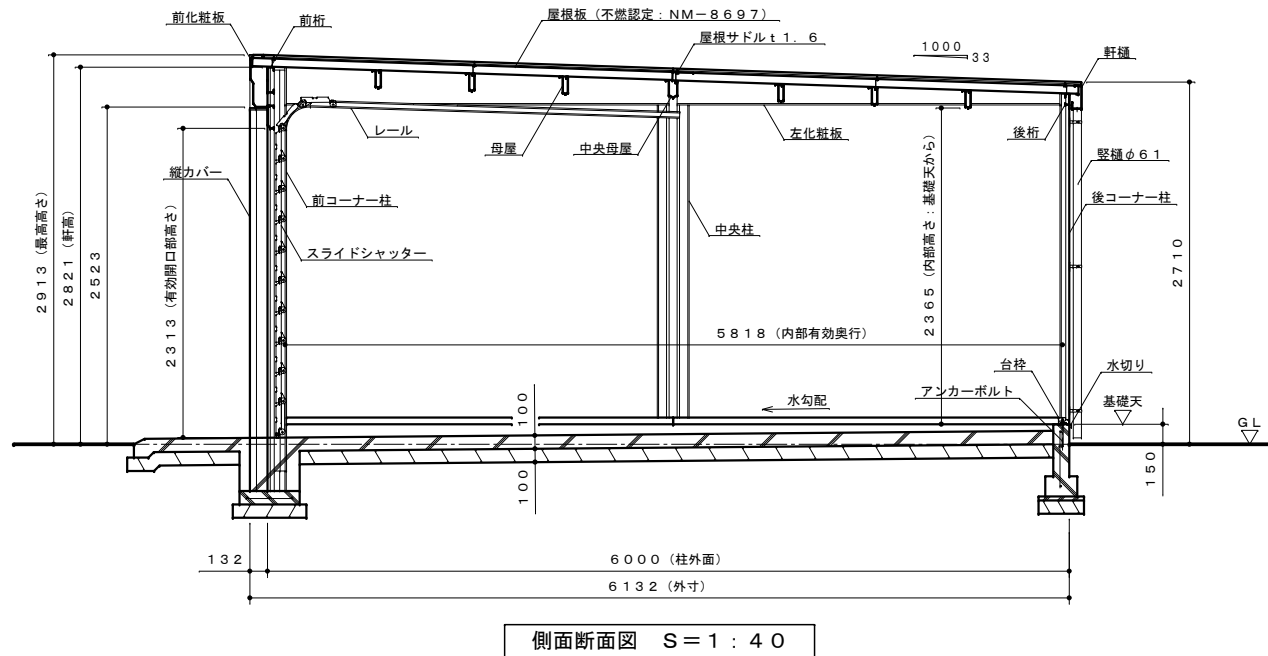 屋根板（不燃認定：ＮＭ－８６９７）
前化粧板
前桁
屋根サドルｔ１．６
１０００
３３
軒樋
レール
母屋
中央母屋
左化粧板
後桁
竪樋φ６１
縦カバー
前コーナー柱
後コーナー柱
中央柱
スライドシャッター
２９１３（最高高さ）
２８２１（軒高）
２５２３
２３１３（有効開口部高さ）
２３６５（内部高さ：基礎天から）
２７１０
５８１８（内部有効奥行）
台枠
水切り
アンカーボルト
水勾配
基礎天
ＧＬ
１００
１００
１５０
１３２
６０００（柱外面）
６１３２（外寸）
側面断面図　Ｓ＝１：４０